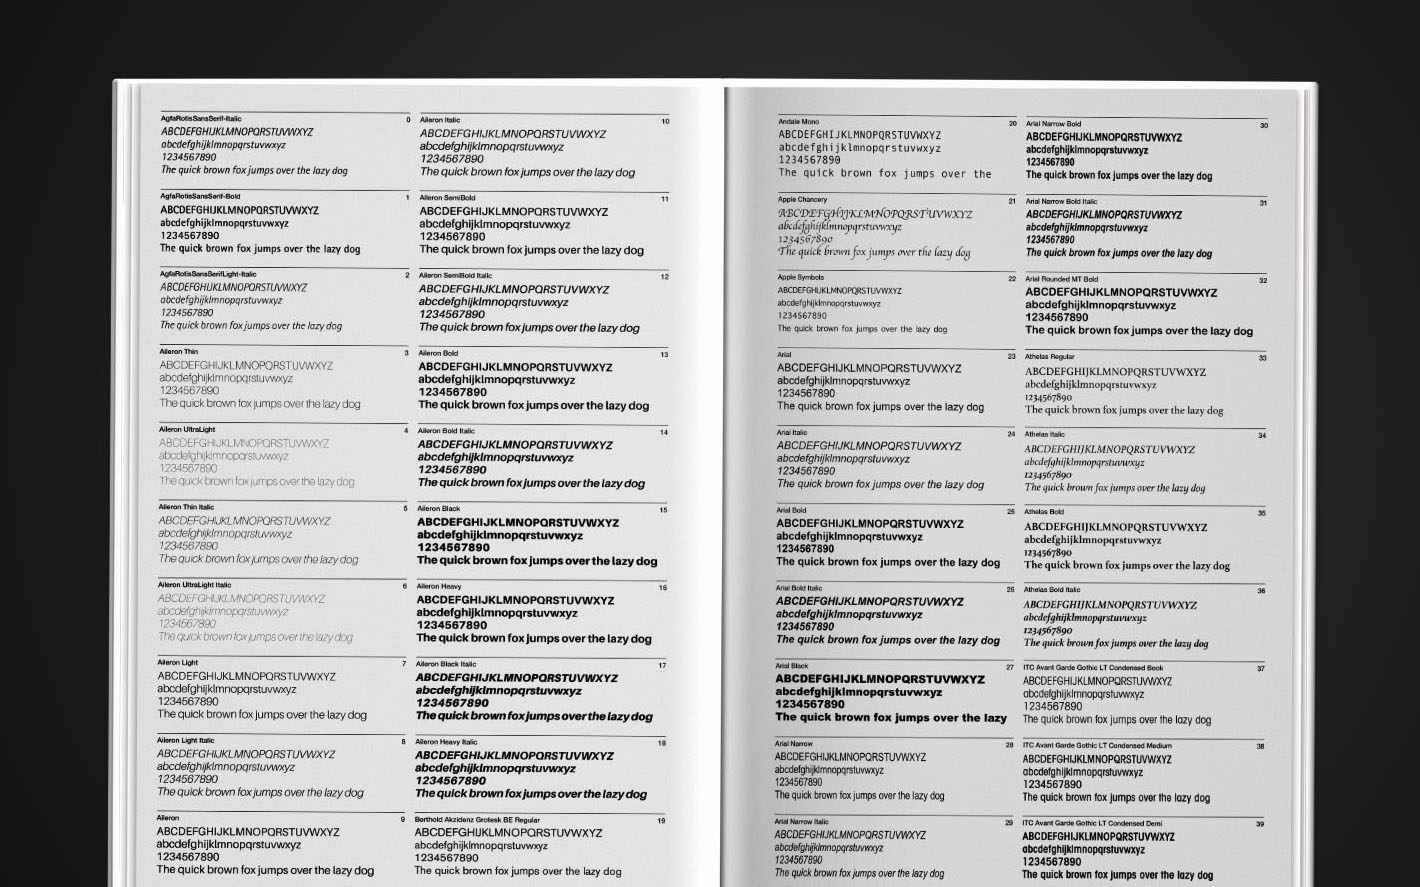 AgfaRotisSansSerif-Italic 0
ABCDEFGHIJKLMNOPQRSTUVWXYZ
abcdefghijklmnopqrstuvwxyz
1234567890
The quick brown fox jumps over the lazy dog
AgfaRotisSansSerif-Bold 1
ABCDEFGHIJKLMNOPQRSTUVWXYZ
abcdefghijklmnopqrstuvwxyz
1234567890
The quick brown fox jumps over the lazy dog
AgfaRotisSansSerifLight-Italic 2
ABCDEFGHIJKLMNOPQRSTUVWXYZ
abcdefghijklmnopqrstuvwxyz
1234567890
The quick brown fox jumps over the lazy dog
Aileron Thin 3
ABCDEFGHIJKLMNOPQRSTUVWXYZ
abcdefghijklmnopqrstuvwxyz
1234567890
The quick brown fox jumps over the lazy dog
Aileron UltraLight 4
ABCDEFGHIJKLMNOPQRSTUVWXYZ
abcdefghijklmnopqrstuvwxyz
1234567890
The quick brown fox jumps over the lazy dog
Aileron Thin Italic 5
ABCDEFGHIJKLMNOPQRSTUVWXYZ
abcdefghijklmnopqrstuvwxyz
1234567890
The quick brown fox jumps over the lazy dog
Aileron UltraLight Italic 6
ABCDEFGHIJKLMNOPQRSTUVWXYZ
abcdefghijklmnopqrstuvwxyz
1234567890
The quick brown fox jumps over the lazy dog
Aileron Light 7
ABCDEFGHIJKLMNOPQRSTUVWXYZ
abcdefghijklmnopqrstuvwxyz
1234567890
The quick brown fox jumps over the lazy dog
Aileron Light Italic 8
ABCDEFGHIJKLMNOPQRSTUVWXYZ
abcdefghijklmnopqrstuvwxyz
1234567890
The quick brown fox jumps over the lazy dog
Aileron 9
ABCDEFGHIJKLMNOPQRSTUVWXYZ
abcdefghijklmnopqrstuvwxyz
1234567890
The quick brown fox jumps over the lazy dog
Aileron Italic 10
ABCDEFGHIJKLMNOPQRSTUVWXYZ
abcdefghijklmnopqrstuvwxyz
1234567890
The quick brown fox jumps over the lazy dog
Aileron SemiBold 11
ABCDEFGHIJKLMNOPQRSTUVWXYZ
abcdefghijklmnopqrstuvwxyz
1234567890
The quick brown fox jumps over the lazy dog
Aileron SemiBold Italic 12
ABCDEFGHIJKLMNOPQRSTUVWXYZ
abcdefghijklmnopqrstuvwxyz
1234567890
The quick brown fox jumps over the lazy dog
Aileron Bold 13
ABCDEFGHIJKLMNOPQRSTUVWXYZ
abcdefghijklmnopqrstuvwxyz
1234567890
The quick brown fox jumps over the lazy dog
Aileron Bold Italic 14
ABCDEFGHIJKLMNOPQRSTUVWXYZ
abcdefghijklmnopqrstuvwxyz
1234567890
The quick brown fox jumps over the lazy dog
Aileron Black 15
ABCDEFGHIJKLMNOPQRSTUVWXYZ
abcdefghijklmnopqrstuvwxyz
1234567890
The quick brown fox jumps over the lazy dog
Aileron Heavy 16
ABCDEFGHIJKLMNOPQRSTUVWXYZ
abcdefghijklmnopqrstuvwxyz
1234567890
The quick brown fox jumps over the lazy dog
Aileron Black Italic 17
ABCDEFGHIJKLMNOPQRSTUVWXYZ
abcdefghijklmnopqrstuvwxyz
1234567890
The quick brown fox jumps over the lazy dog
Aileron Heavy Italic 18
ABCDEFGHIJKLMNOPQRSTUVWXYZ
abcdefghijklmnopqrstuvwxyz
1234567890
The quick brown fox jumps over the lazy dog
Berthold Akzidenz Grotesk BE Regular 19
ABCDEFGHIJKLMNOPQRSTUVWXYZ
abcdefghijklmnopqrstuvwxyz
1234567890
The quick brown fox jumps over the lazy dog
Andale Mono 20
ABCDEFGHIJKLMNOPQRSTUVWXYZ
abcdefghijklmnopqrstuvwxyz
1234567890
The quick brown fox jumps over the
Apple Chancery 21
ABCDEFGHIJKLMNOPQRSTUVWXYZ
abcdefghijklmnopqrstuvwxyz
1234567890
The quick brown fox jumps over the lazy dog
Apple Symbols 22
ABCDEFGHIJKLMNOPQRSTUVWXYZ
abcdefghijklmnopqrstuvwxyz
1234567890
The quick brown fox jumps over the lazy dog
Arial 23
ABCDEFGHIJKLMNOPQRSTUVWXYZ
abcdefghijklmnopqrstuvwxyz
1234567890
The quick brown fox jumps over the lazy dog
Arial Italic 24
ABCDEFGHIJKLMNOPQRSTUVWXYZ
abcdefghijklmnopqrstuvwxyz
1234567890
The quick brown fox jumps over the lazy dog
Arial Bold 25
ABCDEFGHIJKLMNOPQRSTUVWXYZ
abcdefghijklmnopqrstuvwxyz
1234567890
The quick brown fox jumps over the lazy dog
Arial Bold Italic 26
ABCDEFGHIJKLMNOPQRSTUVWXYZ
abcdefghijklmnopqrstuvwxyz
1234567890
The quick brown fox jumps over the lazy dog
Arial Black 27
ABCDEFGHIJKLMNOPQRSTUVWXYZ
abcdefghijklmnopqrstuvwxyz
1234567890
The quick brown fox jumps over the lazy
Arial Narrow 28
ABCDEFGHIJKLMNOPQRSTUVWXYZ
abcdefghijklmnopqrstuvwxyz
1234567890
The quick brown fox jumps over the lazy dog
Arial Narrow Italic 29
ABCDEFGHIJKLMNOPQRSTUVWXYZ
abcdefghijklmnopqrstuvwxyz
1234567890
The quick brown fox jumps over the lazy dog
Arial Narrow Bold 30
ABCDEFGHIJKLMNOPQRSTUVWXYZ
abcdefghijklmnopqrstuvwxyz
1234567890
The quick brown fox jumps over the lazy dog
Arial Narrow Bold Italic 31
ABCDEFGHIJKLMNOPQRSTUVWXYZ
abcdefghijklmnopqrstuvwxyz
1234567890
The quick brown fox jumps over the lazy dog
Arial Rounded MT Bold 32
ABCDEFGHIJKLMNOPQRSTUVWXYZ
abcdefghijklmnopqrstuvwxyz
1234567890
The quick brown fox jumps over the lazy dog
Athelas Regular 33
ABCDEFGHIJKLMNOPQRSTUVWXYZ
abcdefghijklmnopqrstuvwxyz
1234567890
The quick brown fox jumps over the lazy dog
Athelas Italic 34
ABCDEFGHIJKLMNOPQRSTUVWXYZ
abcdefghijklmnopqrstuvwxyz
1234567890
The quick brown fox jumps over the lazy dog
Athelas Bold 35
ABCDEFGHIJKLMNOPQRSTUVWXYZ
abcdefghijklmnopqrstuvwxyz
1234567890
The quick brown fox jumps over the lazy dog
Athelas Bold Italic 36
ABCDEFGHIJKLMNOPQRSTUVWXYZ
abcdefghijklmnopqrstuvwxyz
1234567890
The quick brown fox jumps over the lazy dog
ITC Avant Garde Gothic LT Condensed Book 37
ABCDEFGHIJKLMNOPQRSTUVWXYZ
abcdefghijklmnopqrstuvwxyz
1234567890
The quick brown fox jumps over the lazy dog
ITC Avant Garde Gothic LT Condensed Medium 38
ABCDEFGHIJKLMNOPQRSTUVWXYZ
abcdefghijklmnopqrstuvwxyz
1234567890
The quick brown fox jumps over the lazy dog
ITC Avant Garde Gothic LT Condensed Demi 39
ABCDEFGHIJKLMNOPQRSTUVWXYZ
abcdefghijklmnopqrstuvwxyz
1234567890
The quick brown fox jumps over the lazy dog